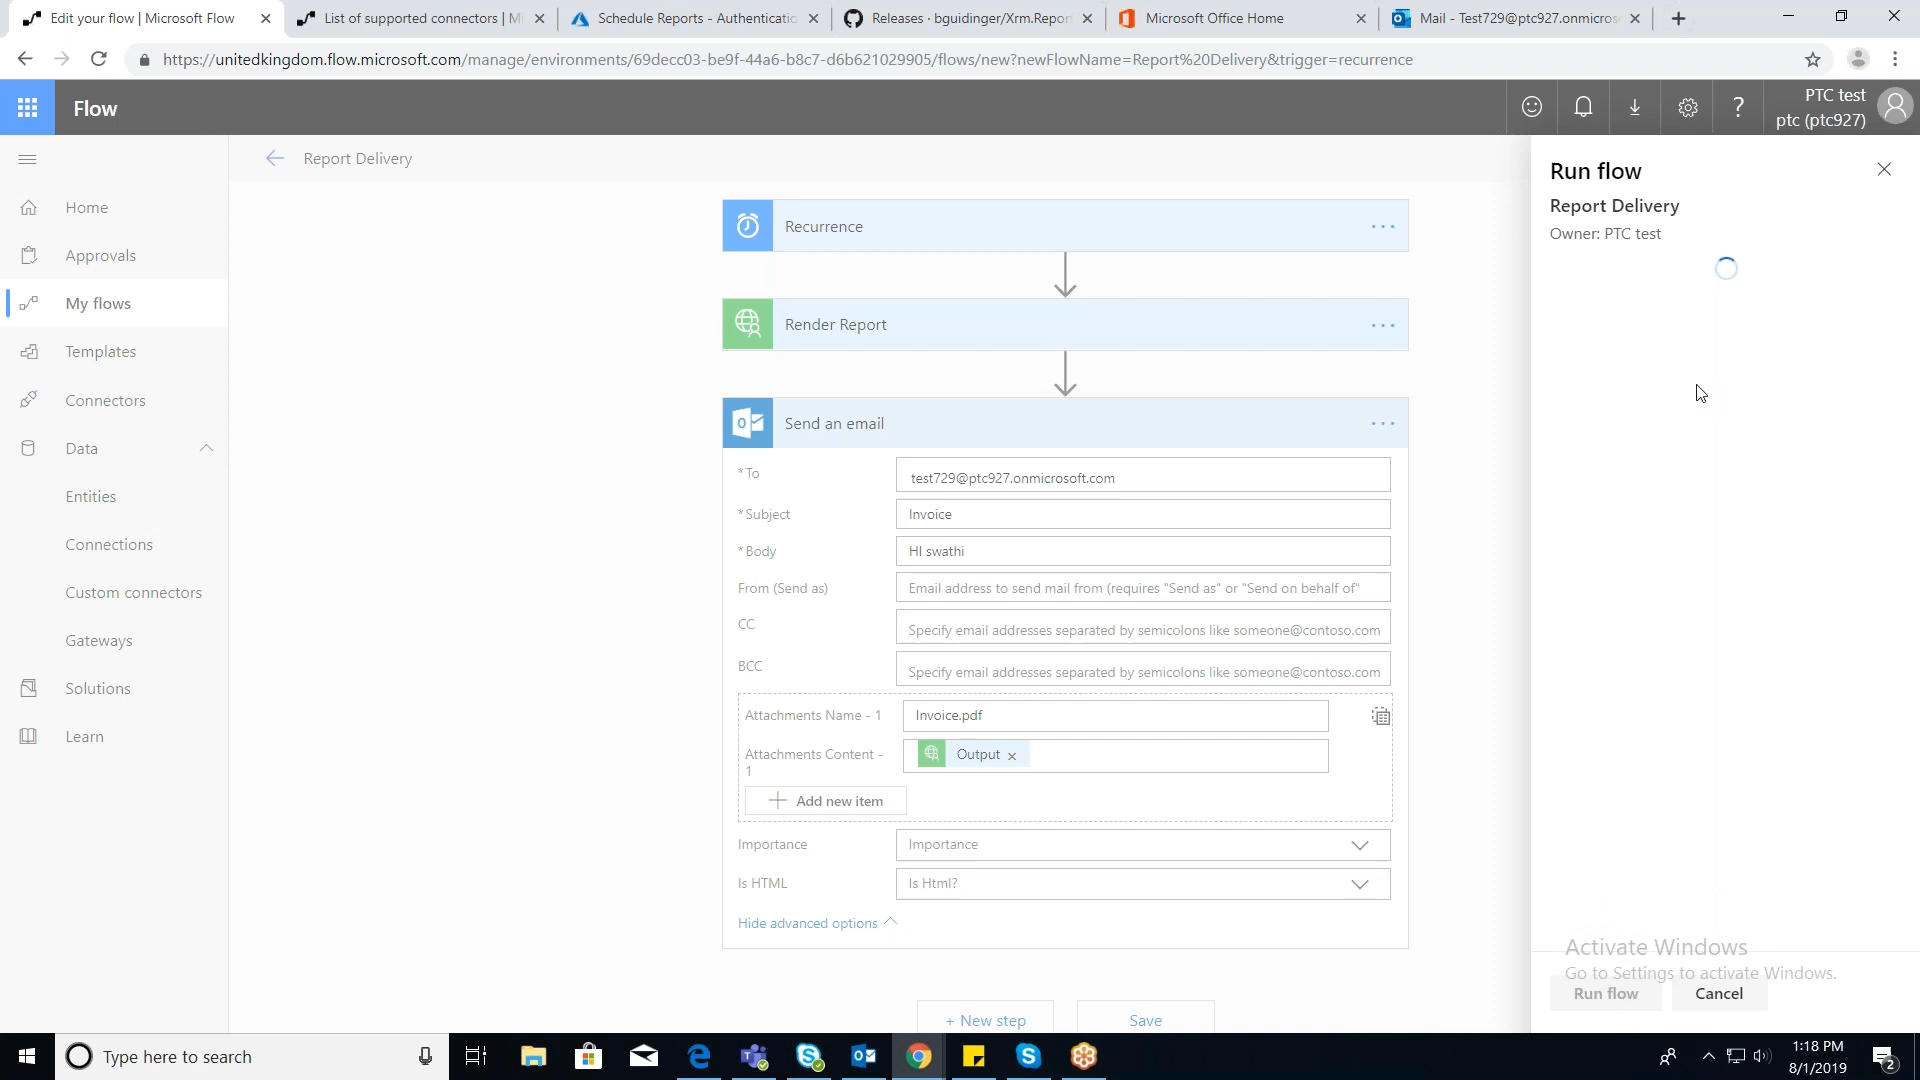 Edit your flow | Microsoft Flow
List of supported connectors | Mi
Schedule Reports - Authenticatio
Releases · bguidinger/Xrm.Repor
Microsoft Office Home
Mail - Test729@ptc927.onmicros
https://unitedkingdom.flow.microsoft.com/manage/environments/69decc03-be9f-44a6-b8c7-d6b621029905/flows/new?newFlowName=Report%20Delivery&trigger=recurrence
Flow
?
PTC test
ptc (ptc927)
Home
Approvals
My flows
Templates
Connectors
Data
Entities
Connections
Custom connectors
Gateways
Solutions
Learn
Report Delivery
Recurrence
Render Report
Send an email
* To
test729@ptc927.onmicrosoft.com
* Subject
Invoice
* Body
HI swathi
From (Send as)
Email address to send mail from (requires "Send as" or "Send on behalf of"
CC
Specify email addresses separated by semicolons like someone@contoso.com
BCC
Specify email addresses separated by semicolons like someone@contoso.com
Attachments Name - 1
Invoice.pdf
Attachments Content -
1
Output ×
Add new item
Importance
Importance
Is HTML
Is Html?
Hide advanced options
+ New step
Save
Run flow
Report Delivery
Owner: PTC test
Activate Windows
Go to Settings to activate Windows.
Run flow
Cancel
Type here to search
1:18 PM
8/1/2019
2